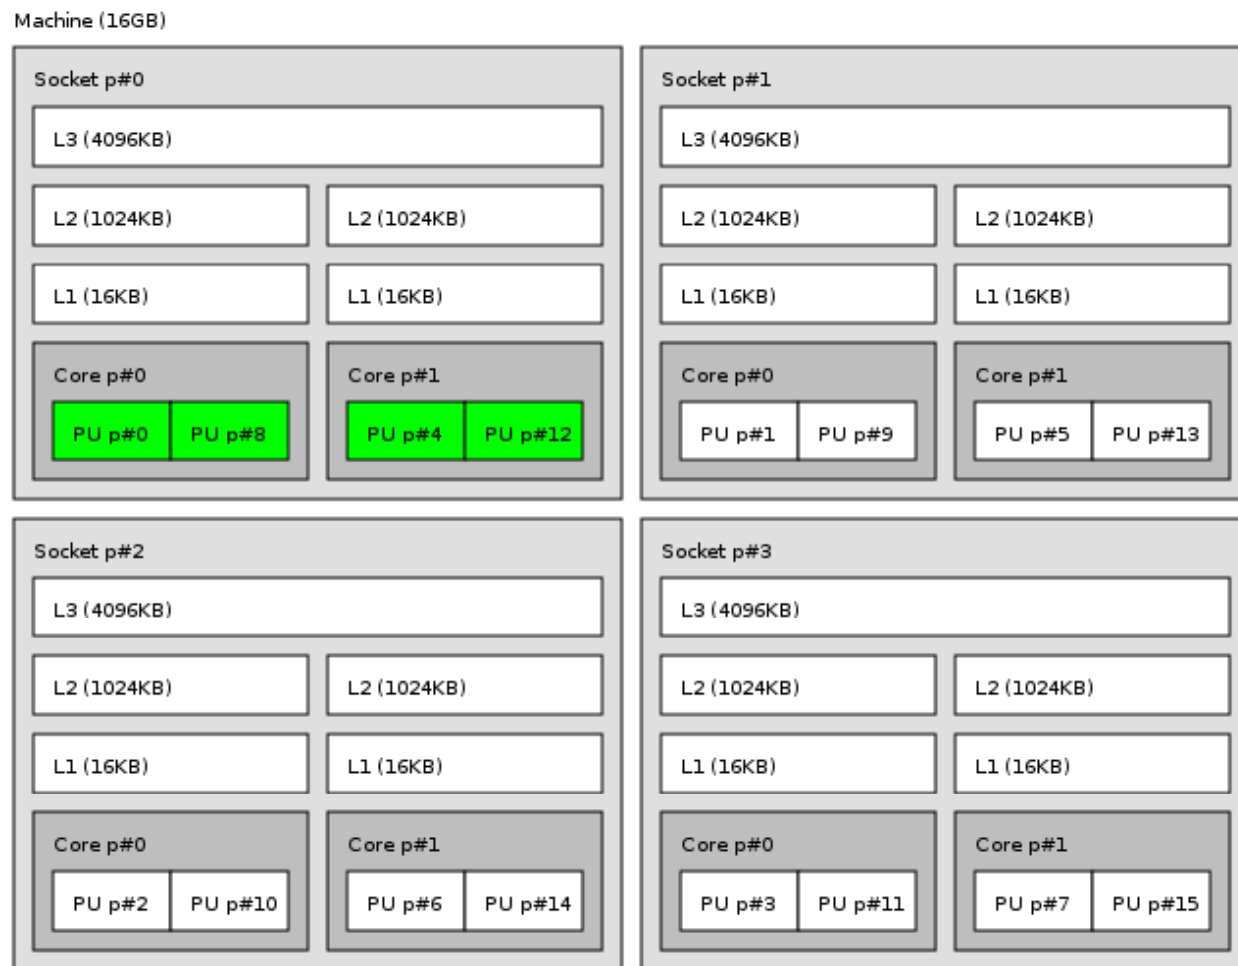 Machine (16GB)
Socket p#0
L3 (4096KB)
L2 (1024KB) L2 (1024KB)
L1 (16KB) L1 (16KB)
Core p#0 Core p#1
PU p#0 PU p#8 PU p#4 PU p#12
Socket p#1
L3 (4096KB)
L2 (1024KB) L2 (1024KB)
L1 (16KB) L1 (16KB)
Core p#0 Core p#1
PU p#1 PU p#9 PU p#5 PU p#13
Socket p#2
L3 (4096KB)
L2 (1024KB) L2 (1024KB)
L1 (16KB) L1 (16KB)
Core p#0 Core p#1
PU p#2 PU p#10 PU p#6 PU p#14
Socket p#3
L3 (4096KB)
L2 (1024KB) L2 (1024KB)
L1 (16KB) L1 (16KB)
Core p#0 Core p#1
PU p#3 PU p#11 PU p#7 PU p#15